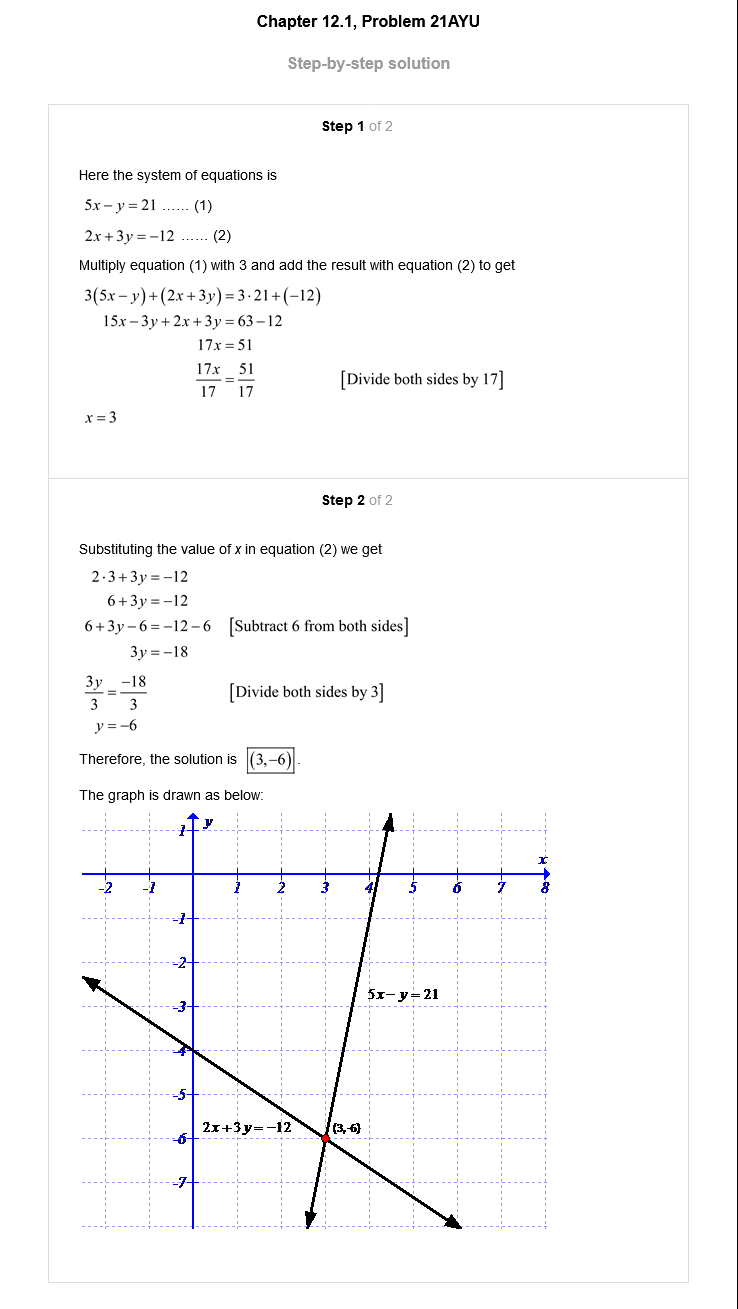 Chapter 12.1, Problem 21AYU
Step-by-step solution
Step 1 of 2
Here the system of equations is
5x − y = 21 ...... (1)
2x + 3y = −12 ...... (2)
Multiply equation (1) with 3 and add the result with equation (2) to get
3(5x − y) + (2x + 3y) = 3·21 + (−12)
15x − 3y + 2x + 3y = 63 − 12
17x = 51
17x/17 = 51/17 [Divide both sides by 17]
x = 3
Step 2 of 2
Substituting the value of x in equation (2) we get
2·3 + 3y = −12
6 + 3y = −12
6 + 3y − 6 = −12 − 6 [Subtract 6 from both sides]
3y = −18
3y/3 = −18/3 [Divide both sides by 3]
y = −6
Therefore, the solution is (3,−6).
The graph is drawn as below:
1 y
x
-2 -1 1 2 3 4 5 6 7 8
-1
-2
5x − y = 21
-3
-4
-5
2x + 3y = −12 (3,-6)
-6
-7